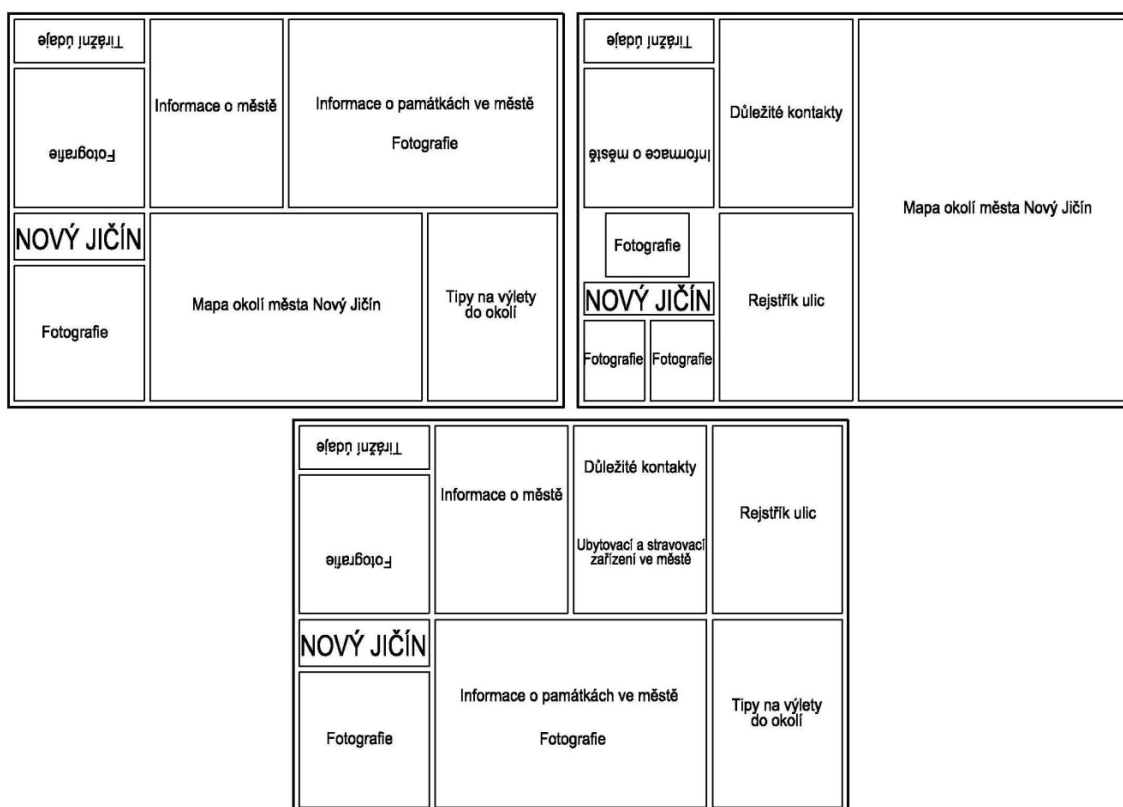 Tirážní údaje
Fotografie
Informace o městě
Informace o památkách ve městě
Fotografie
NOVÝ JIČÍN
Fotografie
Mapa okolí města Nový Jičín
Tipy na výlety
do okolí
Tirážní údaje
Informace o městě
Důležité kontakty
Mapa okolí města Nový Jičín
Fotografie
NOVÝ JIČÍN
Fotografie
Fotografie
Rejstřík ulic
Tirážní údaje
Fotografie
Informace o městě
Důležité kontakty
Ubytovací a stravovací
zařízení ve městě
Rejstřík ulic
NOVÝ JIČÍN
Fotografie
Informace o památkách ve městě
Fotografie
Tipy na výlety
do okolí